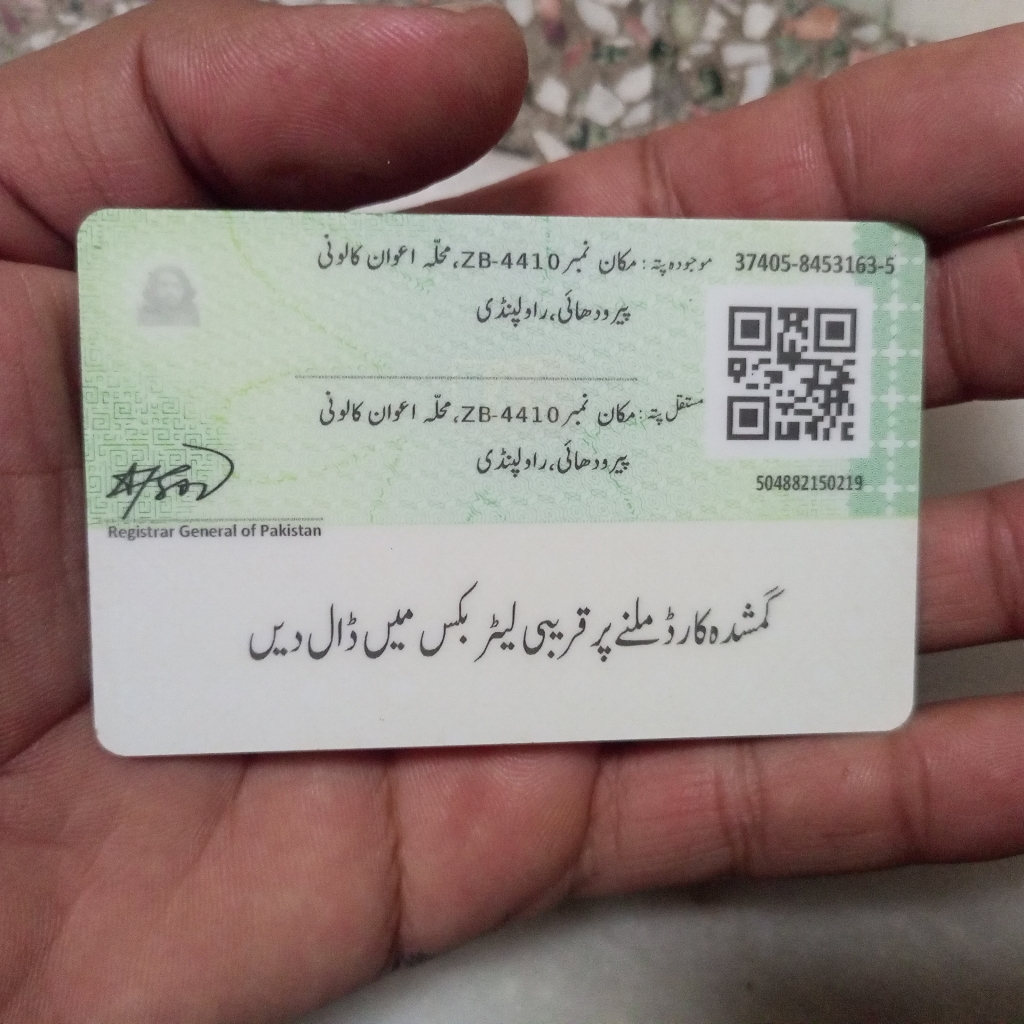 37405-8453163-5
موجودہ پتہ: مکان نمبر ZB-4410، محلّہ اعوان کالونی
پیرودھائی، راولپنڈی
مستقل پتہ: مکان نمبر ZB-4410، محلّہ اعوان کالونی
پیرودھائی، راولپنڈی
504882150219
Registrar General of Pakistan
گمشدہ کارڈ ملنے پر قریبی لیٹر بکس میں ڈال دیں